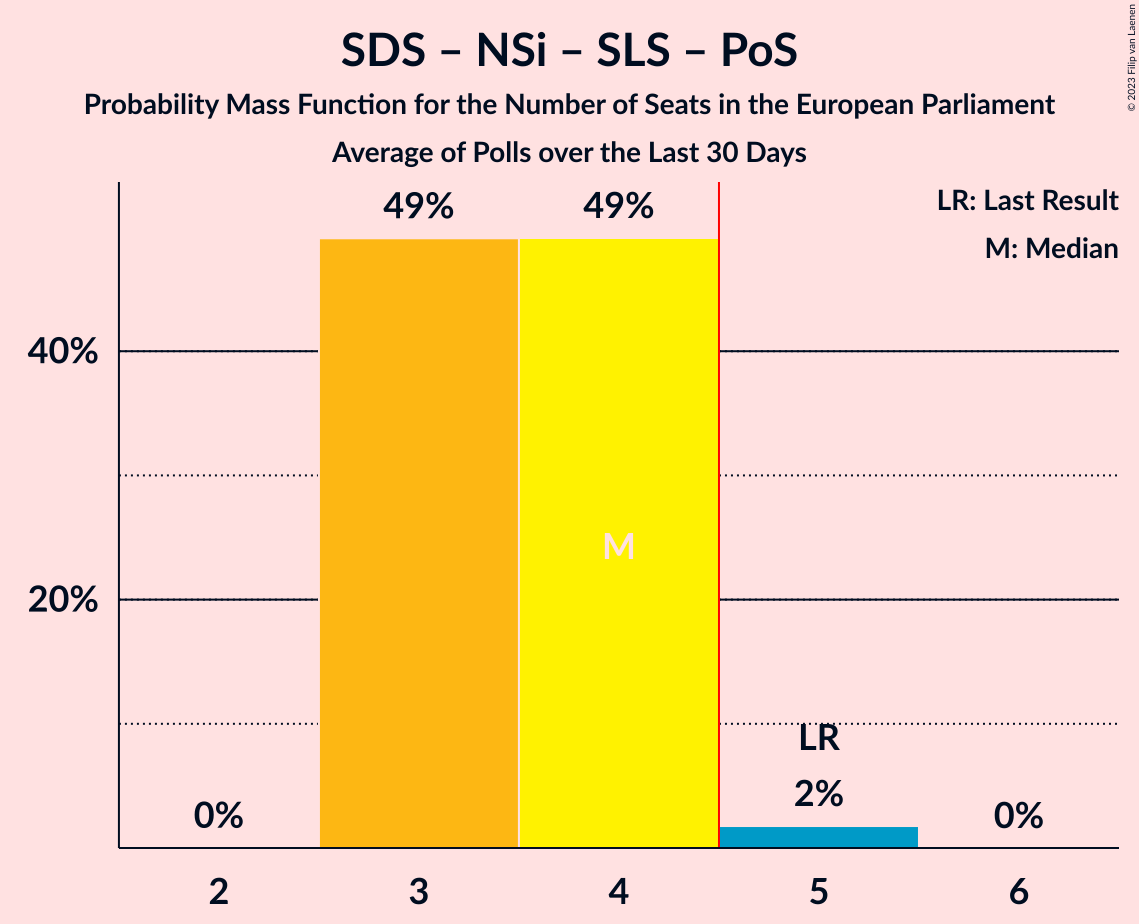 SDS – NSi – SLS – PoS
Probability Mass Function for the Number of Seats in the European Parliament
Average of Polls over the Last 30 Days
© 2023 Filip van Laenen
LR: Last Result
M: Median
49%
49%
40%
M
20%
LR
0%
2%
0%
2
3
4
5
6